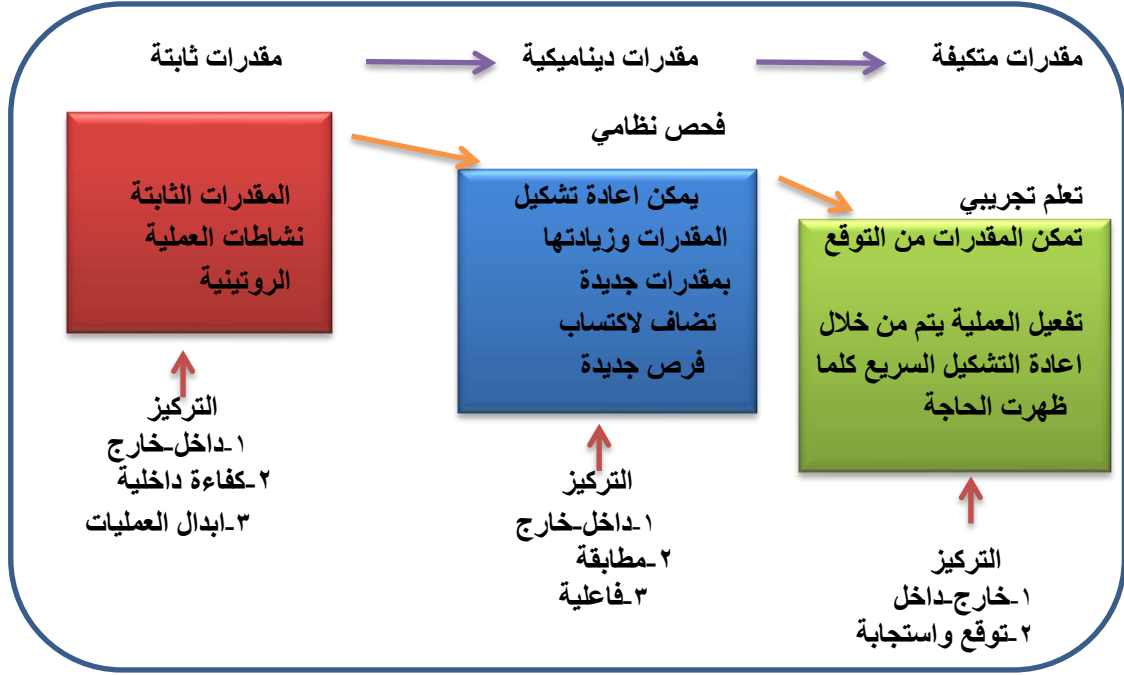 مقدرات ثابتة
مقدرات ديناميكية
مقدرات متكيفة
المقدرات الثابتة
نشاطات العملية
الروتينية
التركيز
١-داخل-خارج
٢-كفاءة داخلية
٣-ابدال العمليات
فحص نظامي
يمكن اعادة تشكيل
المقدرات وزيادتها
بمقدرات جديدة
تضاف لاكتساب
فرص جديدة
التركيز
١-داخل-خارج
٢-مطابقة
٣-فاعلية
تعلم تجريبي
تمكن المقدرات من التوقع
تفعيل العملية يتم من خلال
اعادة التشكيل السريع كلما
ظهرت الحاجة
التركيز
١-خارج-داخل
٢-توقع واستجابة